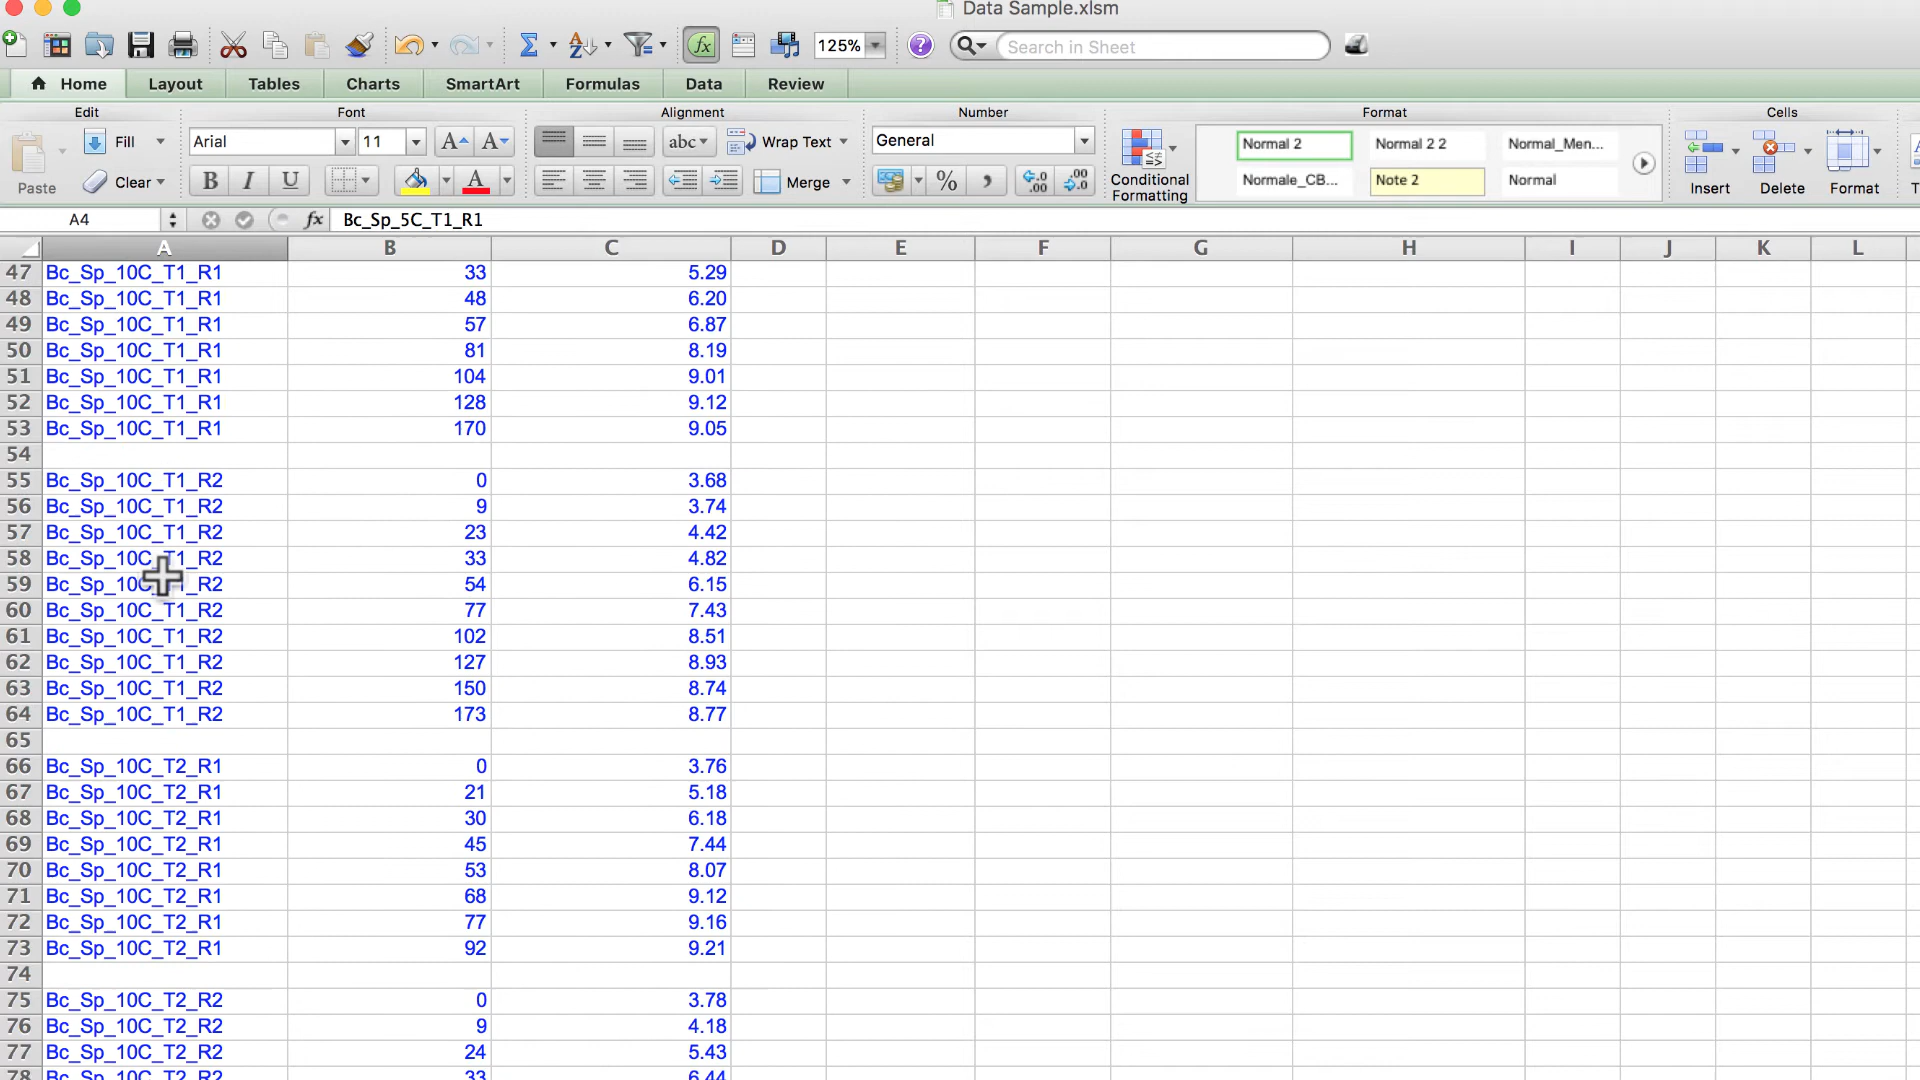 Data Sample.xlsm
125%
Search in Sheet
Home Layout Tables Charts SmartArt Formulas Data Review
Edit Font Alignment Number Format Cells
Paste Fill Clear
Arial 11
B I U
abc Wrap Text
Merge
General
%
Conditional Formatting
Normal 2 Normal 2 2 Normal_Men...
Normale_CB... Note 2 Normal
Insert Delete Format
A4 fx Bc_Sp_5C_T1_R1
A B C D E F G H I J K L
47 Bc_Sp_10C_T1_R1 33 5.29
48 Bc_Sp_10C_T1_R1 48 6.20
49 Bc_Sp_10C_T1_R1 57 6.87
50 Bc_Sp_10C_T1_R1 81 8.19
51 Bc_Sp_10C_T1_R1 104 9.01
52 Bc_Sp_10C_T1_R1 128 9.12
53 Bc_Sp_10C_T1_R1 170 9.05
54
55 Bc_Sp_10C_T1_R2 0 3.68
56 Bc_Sp_10C_T1_R2 9 3.74
57 Bc_Sp_10C_T1_R2 23 4.42
58 Bc_Sp_10C_T1_R2 33 4.82
59 Bc_Sp_10C_T1_R2 54 6.15
60 Bc_Sp_10C_T1_R2 77 7.43
61 Bc_Sp_10C_T1_R2 102 8.51
62 Bc_Sp_10C_T1_R2 127 8.93
63 Bc_Sp_10C_T1_R2 150 8.74
64 Bc_Sp_10C_T1_R2 173 8.77
65
66 Bc_Sp_10C_T2_R1 0 3.76
67 Bc_Sp_10C_T2_R1 21 5.18
68 Bc_Sp_10C_T2_R1 30 6.18
69 Bc_Sp_10C_T2_R1 45 7.44
70 Bc_Sp_10C_T2_R1 53 8.07
71 Bc_Sp_10C_T2_R1 68 9.12
72 Bc_Sp_10C_T2_R1 77 9.16
73 Bc_Sp_10C_T2_R1 92 9.21
74
75 Bc_Sp_10C_T2_R2 0 3.78
76 Bc_Sp_10C_T2_R2 9 4.18
77 Bc_Sp_10C_T2_R2 24 5.43
78 Bc_Sp_10C_T2_R2 33 6.44